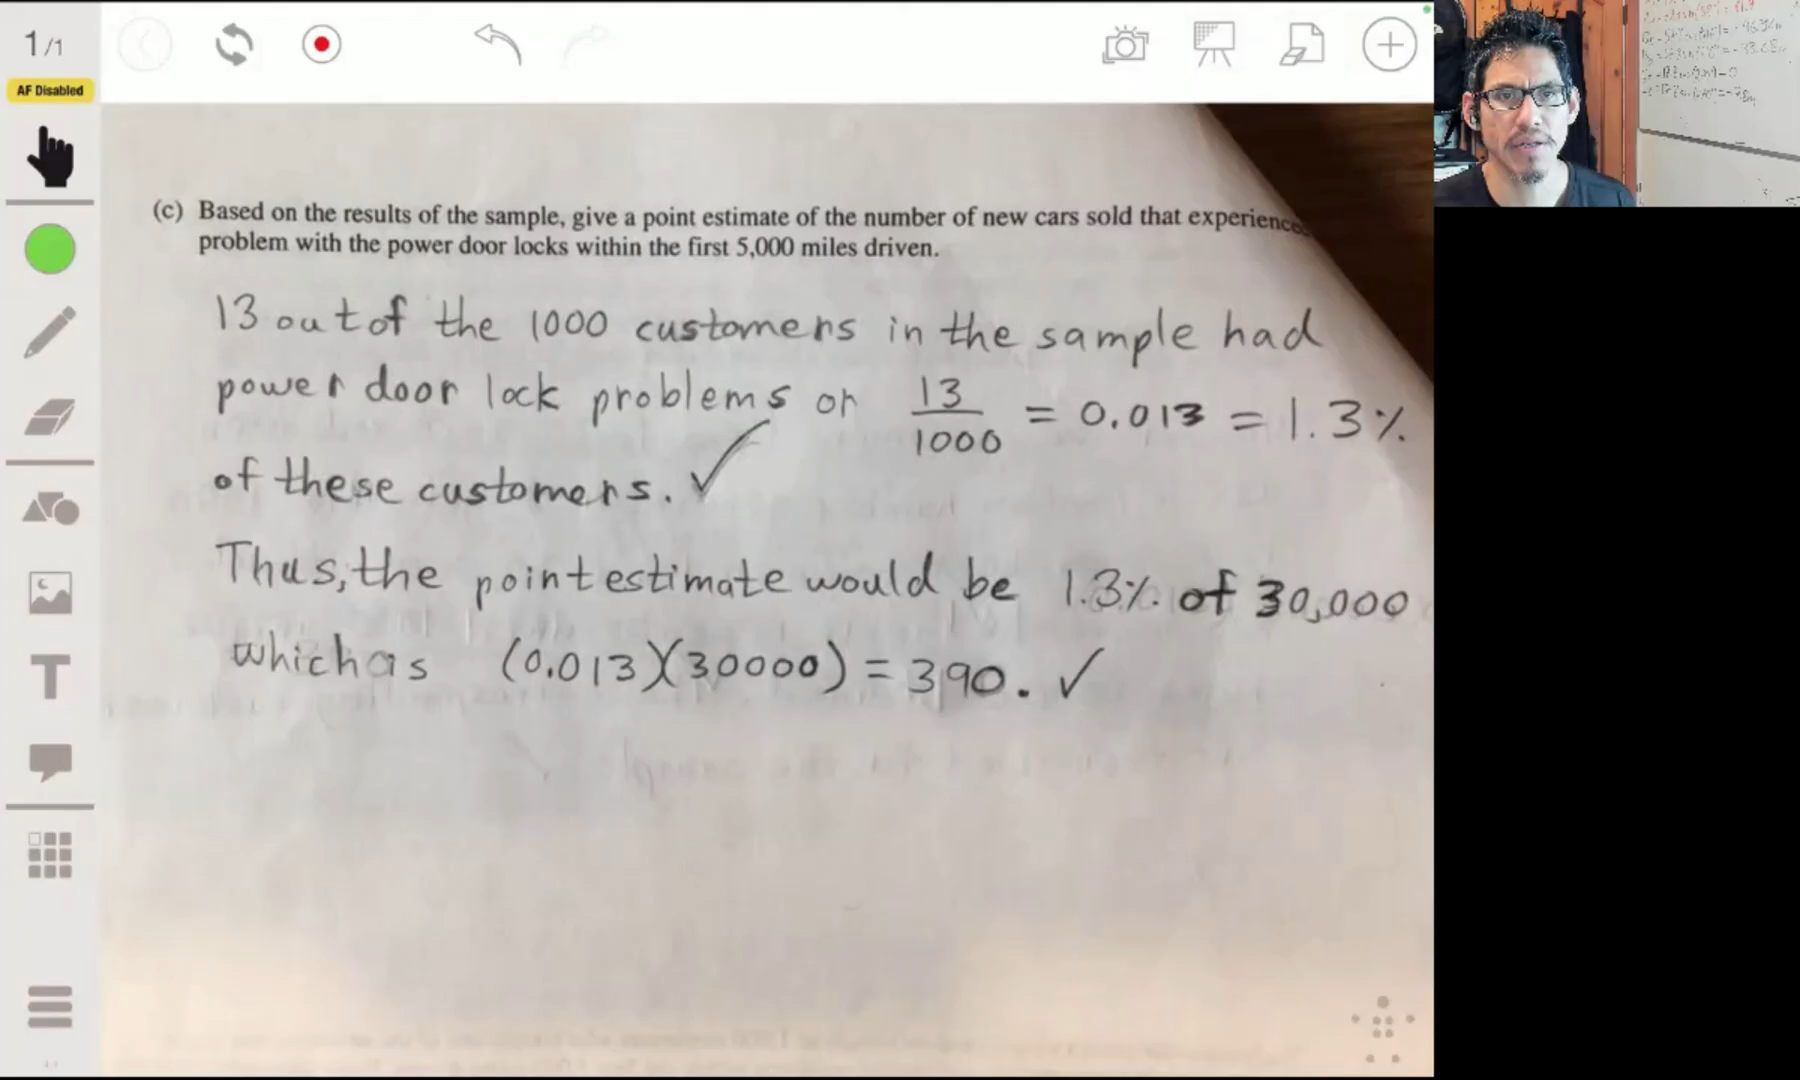 1/1
AF Disabled
(c) Based on the results of the sample, give a point estimate of the number of new cars sold that experience
problem with the power door locks within the first 5,000 miles driven.
13 out of the 1000 customers in the sample had
power door lock problems or 13/1000 = 0.013 = 1.3%
of these customers. ✓
Thus, the point estimate would be 1.3% of 30,000
which is (0.013)(30000) = 390. ✓
T